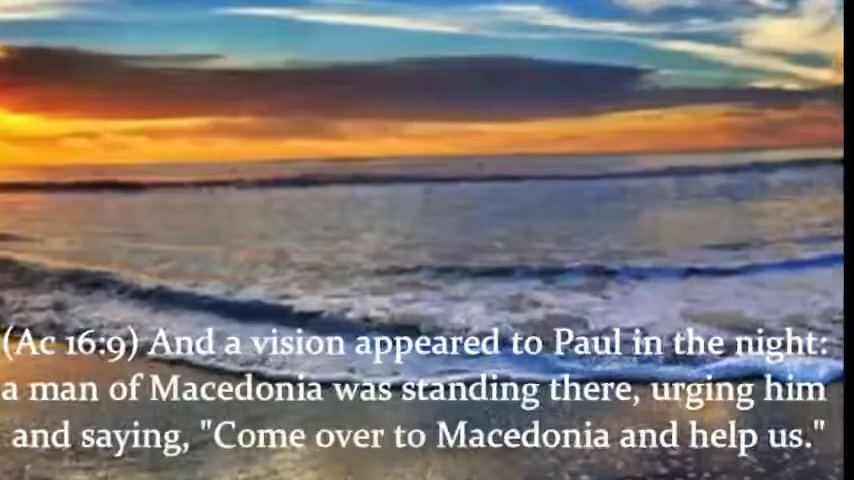 (Ac 16:9) And a vision appeared to Paul in the night:
a man of Macedonia was standing there, urging him
and saying, "Come over to Macedonia and help us."